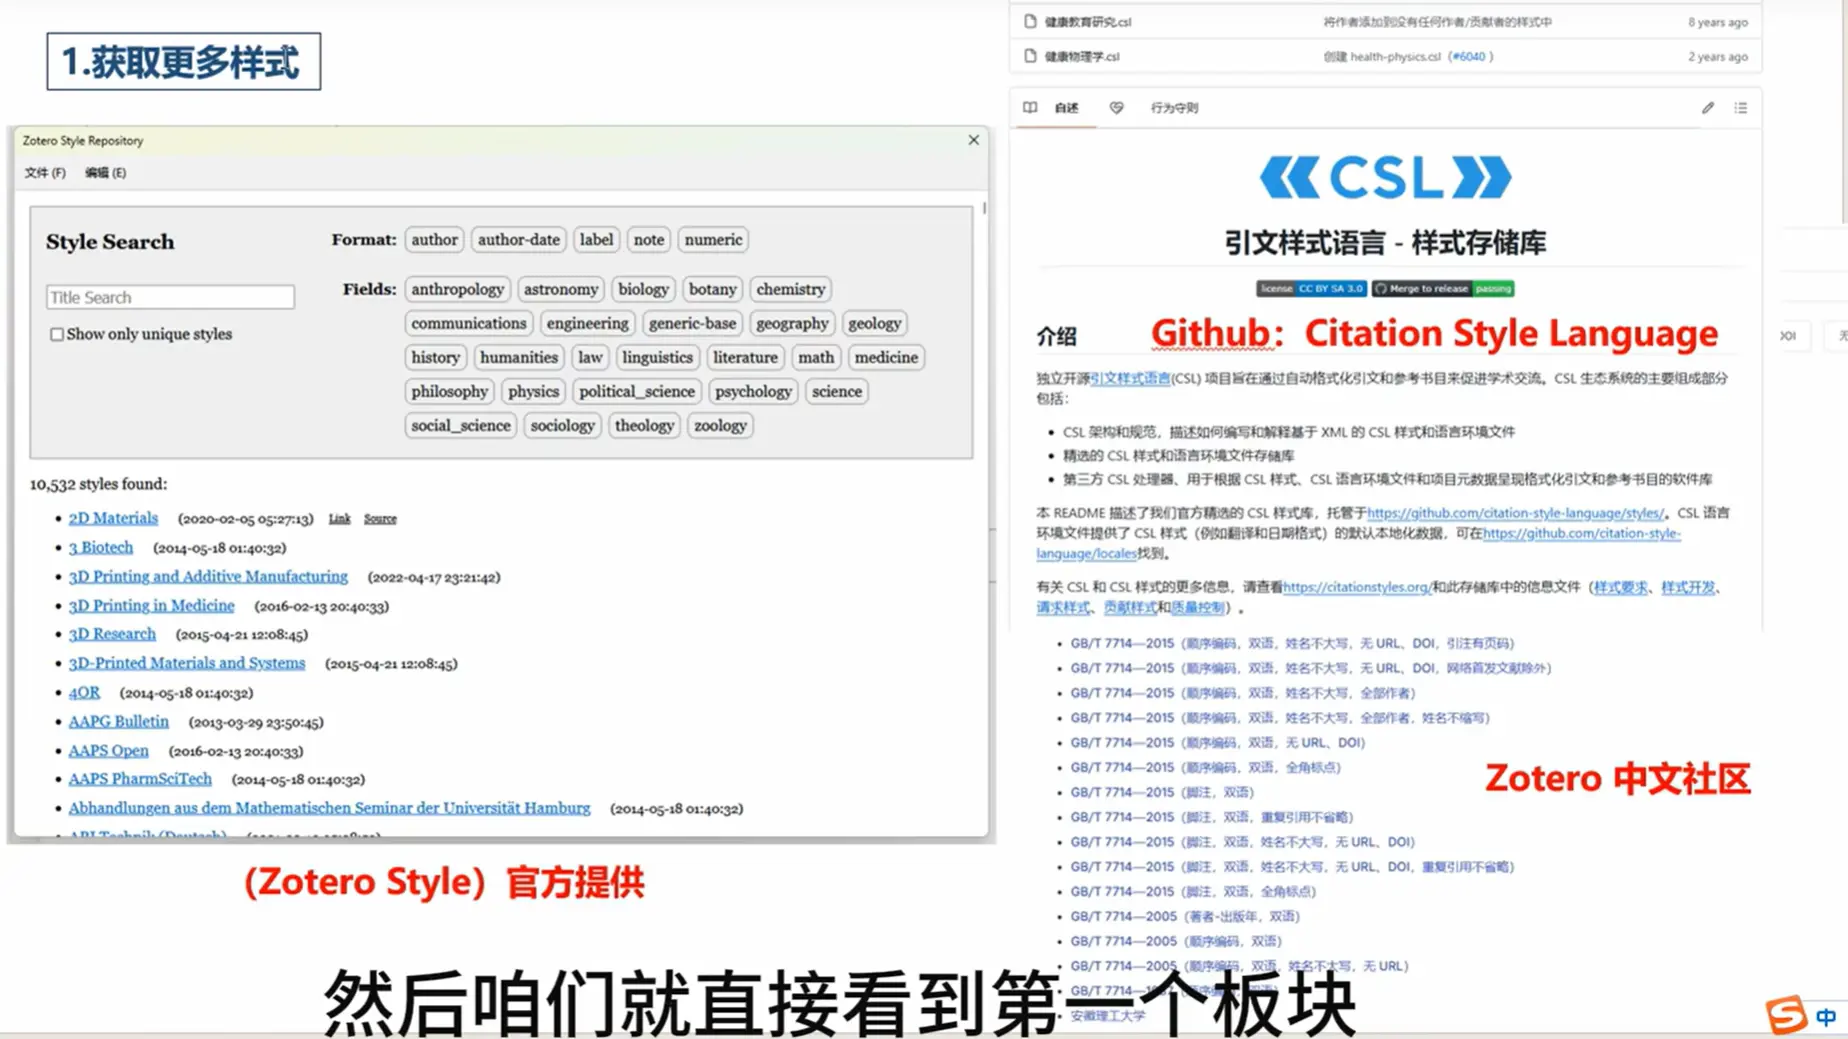 1.获取更多样式
Zotero Style Repository
文件 (F) 编辑 (E)
Style Search
Title Search
Show only unique styles
Format: author author-date label note numeric
Fields: anthropology astronomy biology botany chemistry
communications engineering generic-base geography geology
history humanities law linguistics literature math medicine
philosophy physics political_science psychology science
social_science sociology theology zoology
10,532 styles found:
2D Materials (2020-02-05 05:27:13) Link Source
3 Biotech (2014-05-18 01:40:32)
3D Printing and Additive Manufacturing (2022-04-17 23:21:42)
3D Printing in Medicine (2016-02-13 20:40:33)
3D Research (2015-04-21 12:08:45)
3D-Printed Materials and Systems (2015-04-21 12:08:45)
4OR (2014-05-18 01:40:32)
AAPG Bulletin (2013-03-29 23:50:45)
AAPS Open (2016-02-13 20:40:33)
AAPS PharmSciTech (2014-05-18 01:40:32)
Abhandlungen aus dem Mathematischen Seminar der Universität Hamburg (2014-05-18 01:40:32)
(Zotero Style）官方提供
健康教育研究.csl 将作者添加到没有任何作者/贡献者的样式中 8 years ago
健康物理学.csl 创建 health-physics.csl (#6040 ) 2 years ago
自述 行为守则
CSL
引文样式语言 - 样式存储库
license CC BY SA 3.0 Merge to release passing
介绍
Github：Citation Style Language
独立开源引文样式语言(CSL) 项目旨在通过自动格式化引文和参考书目来促进学术交流。CSL 生态系统的主要组成部分
包括：
CSL 架构和规范，描述如何编写和解释基于 XML 的 CSL 样式和语言环境文件
精选的 CSL 样式和语言环境文件存储库
第三方 CSL 处理器、用于根据 CSL 样式、CSL 语言环境文件和项目元数据呈现格式化引文和参考书目的软件库
本 README 描述了我们官方精选的 CSL 样式库，托管于https://github.com/citation-style-language/styles/。CSL 语言
环境文件提供了 CSL 样式（例如翻译和日期格式）的默认本地化数据，可在https://github.com/citation-style-
language/locales找到。
有关 CSL 和 CSL 样式的更多信息，请查看https://citationstyles.org/和此存储库中的信息文件（样式要求、样式开发、
请求样式、贡献样式和质量控制）。
GB/T 7714—2015（顺序编码，双语，姓名不大写，无 URL、DOI，引注有页码）
GB/T 7714—2015（顺序编码，双语，姓名不大写，无 URL、DOI，网络首发文献除外）
GB/T 7714—2015（顺序编码，双语，姓名不大写，全部作者）
GB/T 7714—2015（顺序编码，双语，姓名不大写，全部作者，姓名不缩写）
GB/T 7714—2015（顺序编码，双语，无 URL、DOI）
GB/T 7714—2015（顺序编码，双语，全角标点）
GB/T 7714—2015（脚注，双语）
GB/T 7714—2015（脚注，双语，重复引用不省略）
GB/T 7714—2015（脚注，双语，姓名不大写，无 URL、DOI）
GB/T 7714—2015（脚注，双语，姓名不大写，无 URL、DOI，重复引用不省略）
GB/T 7714—2015（脚注，双语，全角标点）
GB/T 7714—2005（著者-出版年，双语）
GB/T 7714—2005（顺序编码，双语）
GB/T 7714—2005（顺序编码，双语，姓名不大写，无 URL）
安徽理工大学
Zotero 中文社区
然后咱们就直接看到第一个板块
中